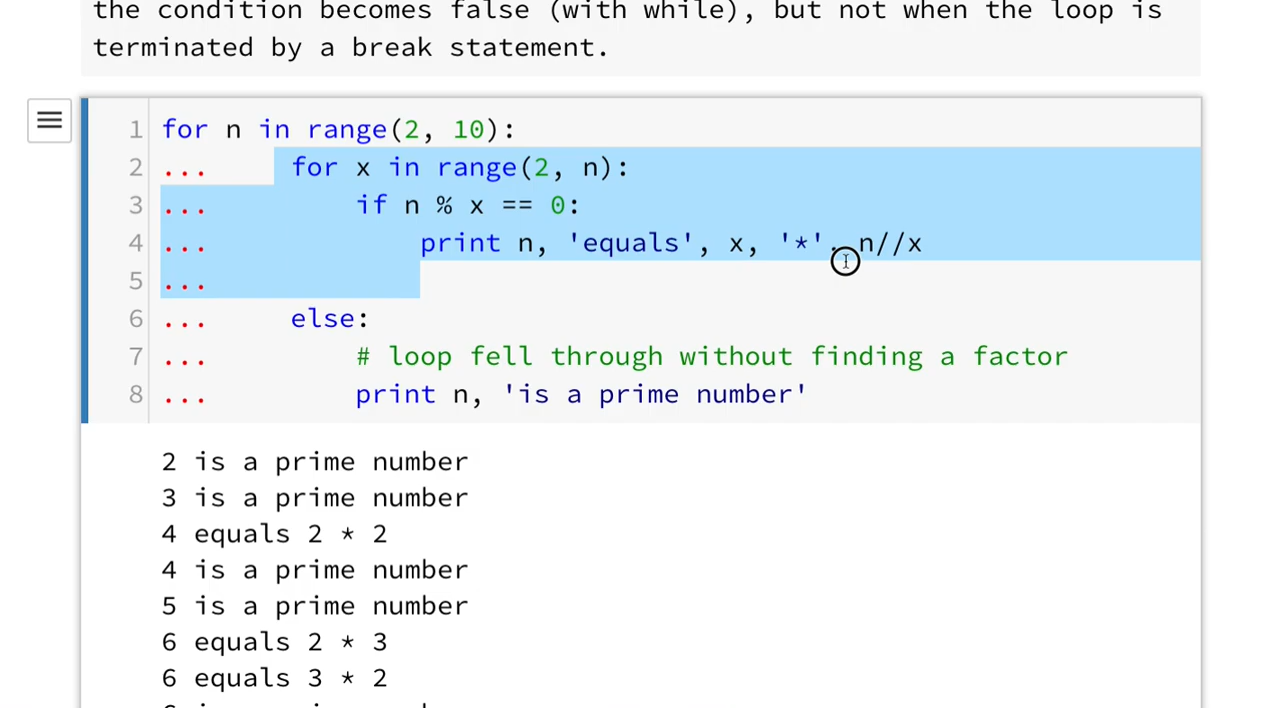 the condition becomes false (with while), but not when the loop is
terminated by a break statement.
1 for n in range(2, 10):
2 ...     for x in range(2, n):
3 ...         if n % x == 0:
4 ...             print n, 'equals', x, '*', n//x
5 ...
6 ...     else:
7 ...         # loop fell through without finding a factor
8 ...         print n, 'is a prime number'
2 is a prime number
3 is a prime number
4 equals 2 * 2
4 is a prime number
5 is a prime number
6 equals 2 * 3
6 equals 3 * 2